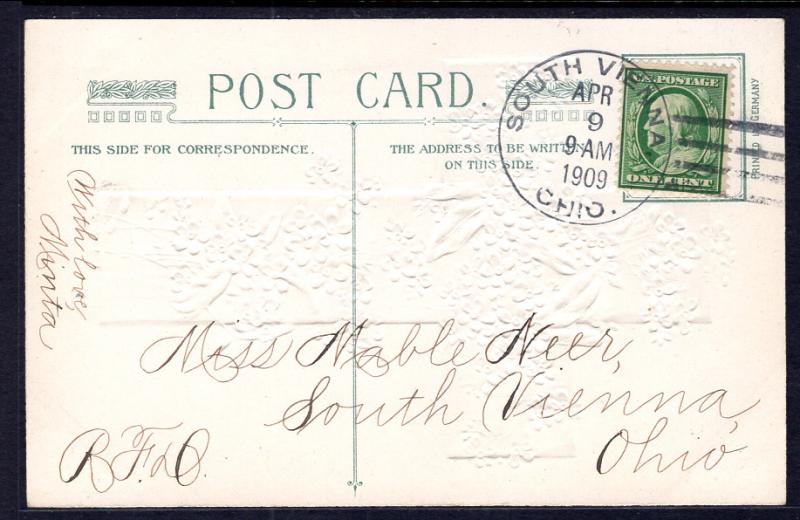 POST CARD.
THIS SIDE FOR CORRESPONDENCE.
THE ADDRESS TO BE WRITTEN
ON THIS SIDE.
SOUTH VIENNA
APR
9
9 AM
1909
OHIO.
U.S. POSTAGE
ONE CENT
PRINTED IN GERMANY
With love
Minta
Miss Mable Neer,
South Vienna,
Ohio
R.F.D.